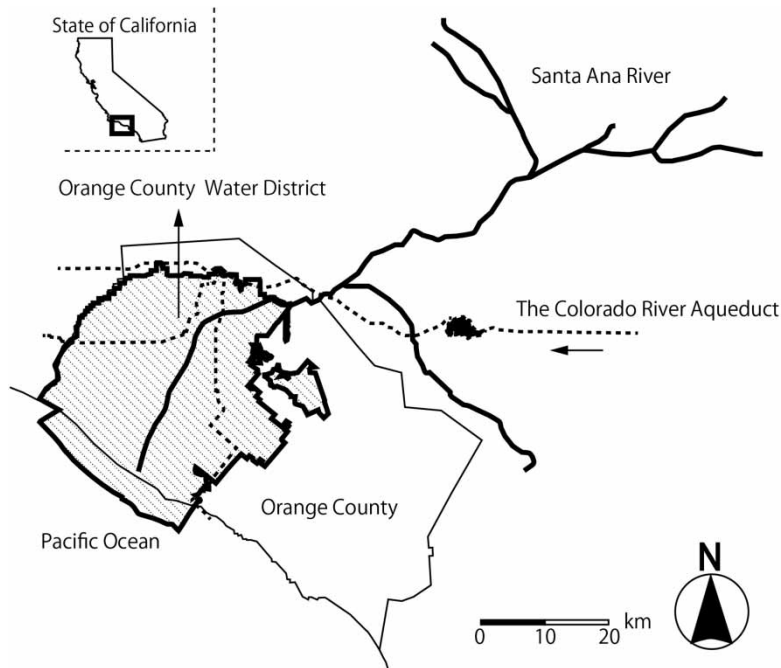 State of California
Santa Ana River
Orange County Water District
The Colorado River Aqueduct
Orange County
Pacific Ocean
N
km
0 10 20